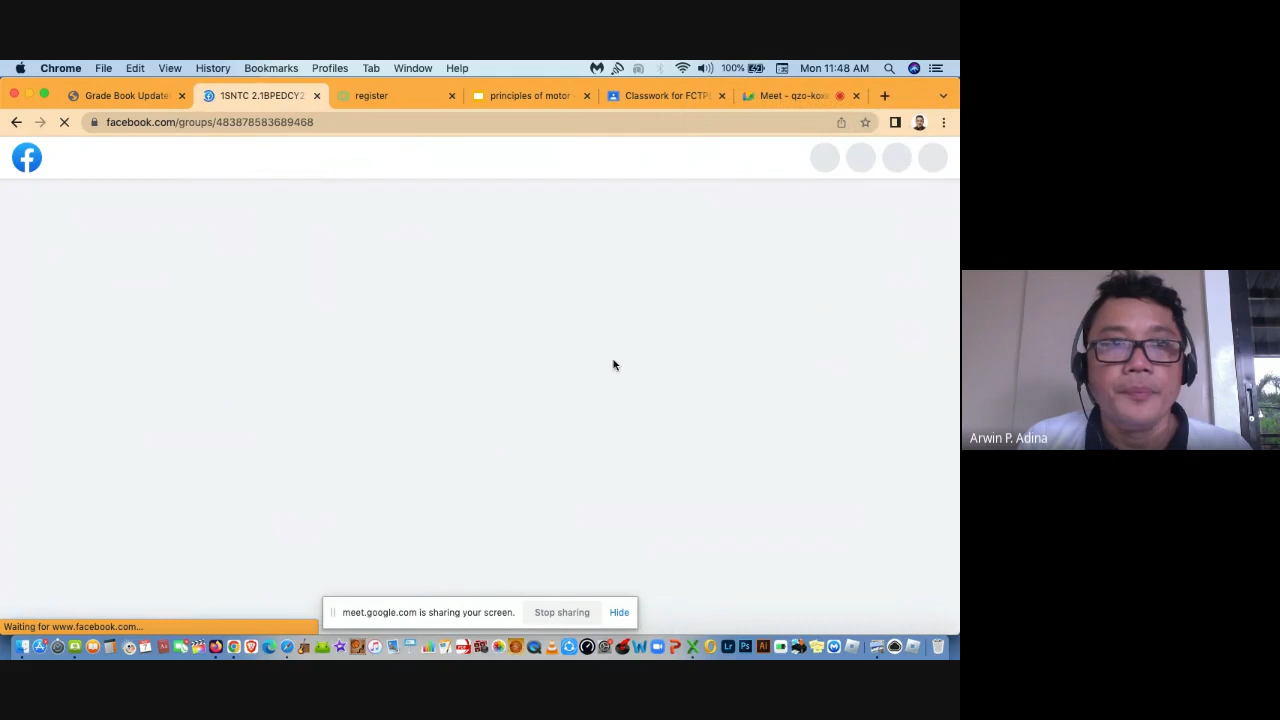 Chrome File Edit View History Bookmarks Profiles Tab Window Help 100% Mon 11:48 AM
Grade Book Update 1SNTC 2.1BPEDCY2 register principles of motor Classwork for FCTP Meet - qzo-kox
facebook.com/groups/483878583689468
Arwin P. Adina
meet.google.com is sharing your screen. Stop sharing Hide
Waiting for www.facebook.com...